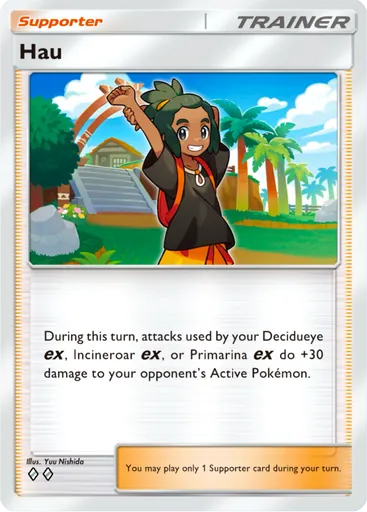 Supporter
TRAINER
Hau
During this turn, attacks used by your Decidueye
ex, Incineroar ex, or Primarina ex do +30
damage to your opponent's Active Pokémon.
Illus. Yuu Nishida
You may play only 1 Supporter card during your turn.